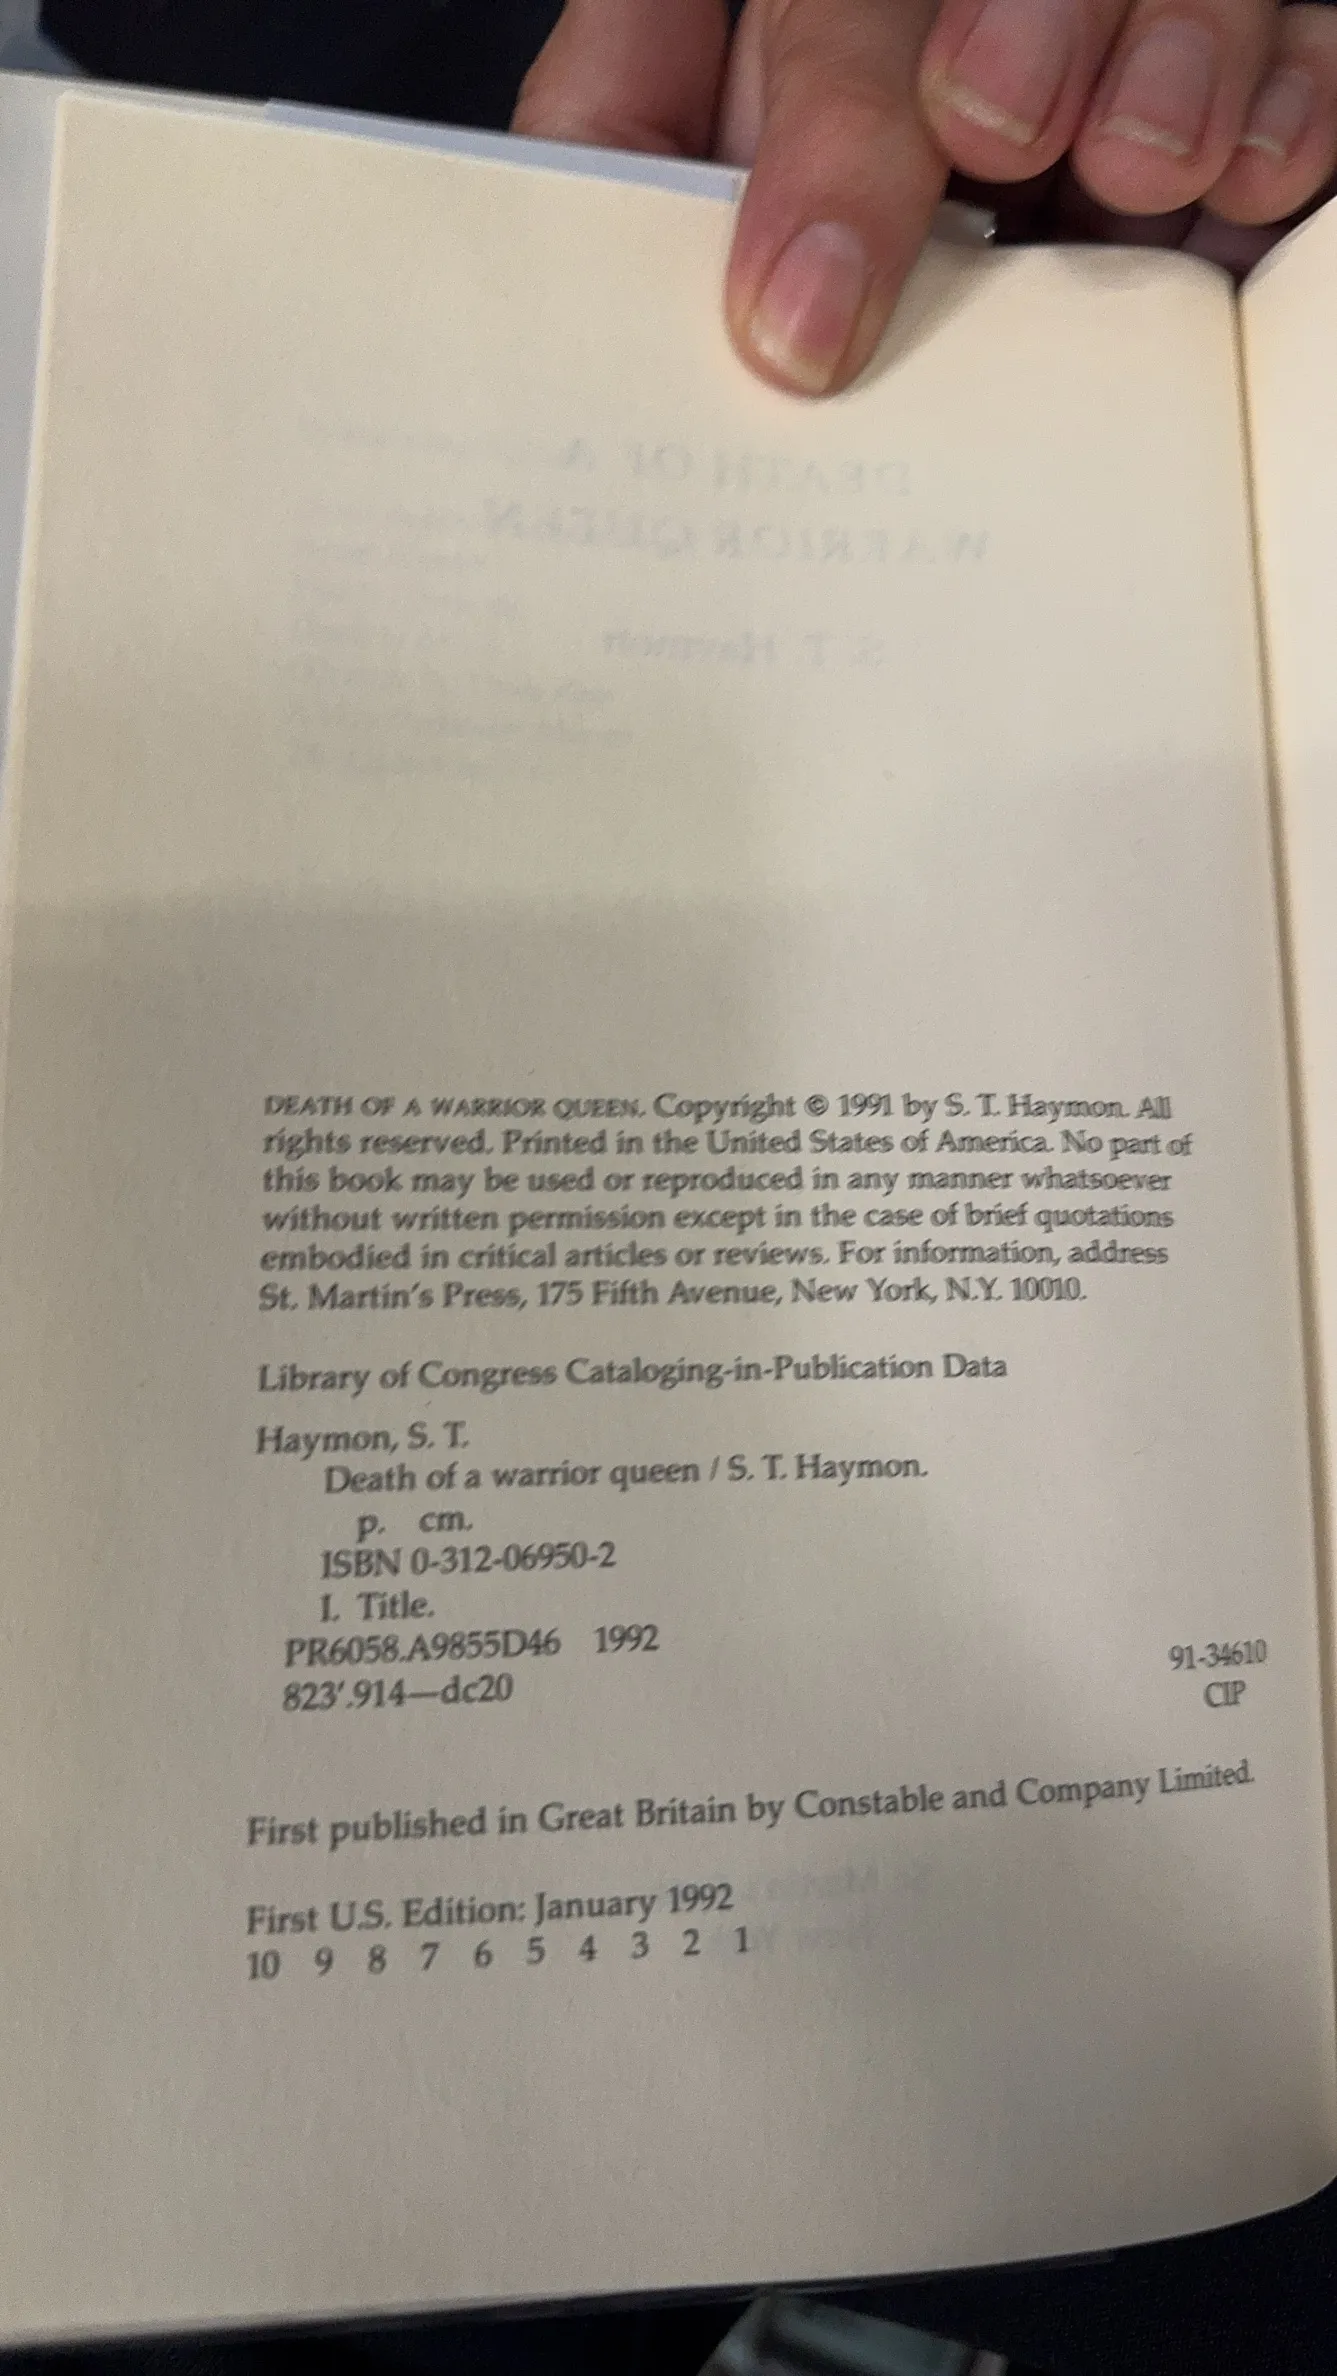 DEATH OF A WARRIOR QUEEN. Copyright © 1991 by S. T. Haymon. All
rights reserved. Printed in the United States of America. No part of
this book may be used or reproduced in any manner whatsoever
without written permission except in the case of brief quotations
embodied in critical articles or reviews. For information, address
St. Martin's Press, 175 Fifth Avenue, New York, N.Y. 10010.
Library of Congress Cataloging-in-Publication Data
Haymon, S. T.
Death of a warrior queen / S. T. Haymon.
p. cm.
ISBN 0-312-06950-2
I. Title.
PR6058.A9855D46 1992
91-34610
823'.914—dc20
CIP
First published in Great Britain by Constable and Company Limited.
First U.S. Edition: January 1992
10 9 8 7 6 5 4 3 2 1